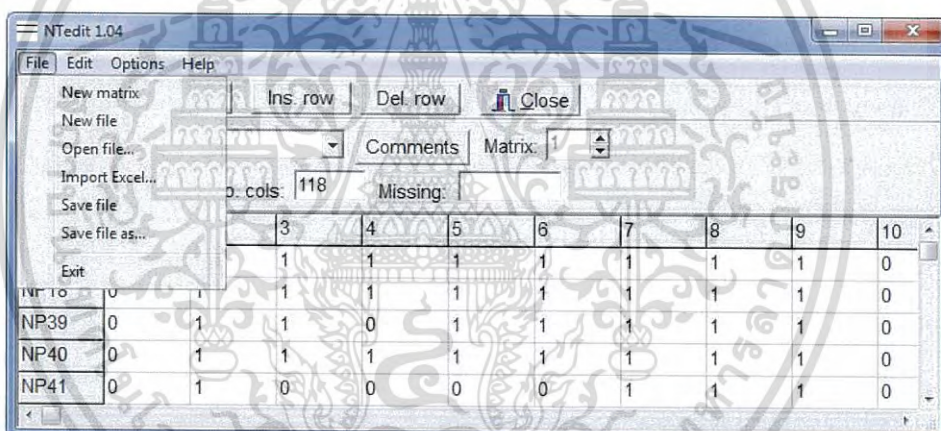 NTedit 1.04
File Edit Options Help
New matrix
New file
Open file...
Import Excel...
Save file
Save file as...
Exit
Ins. row Del. row Close
Comments Matrix: 1
o. cols: 118 Missing:
3 4 5 6 7 8 9 10
1 1 1 1 1 1 1 0
NP18 0 1 1 1 1 1 1 1 1 0
NP39 0 1 1 0 1 1 1 1 1 0
NP40 0 1 1 1 1 1 1 1 1 0
NP41 0 1 0 0 0 0 1 1 1 0